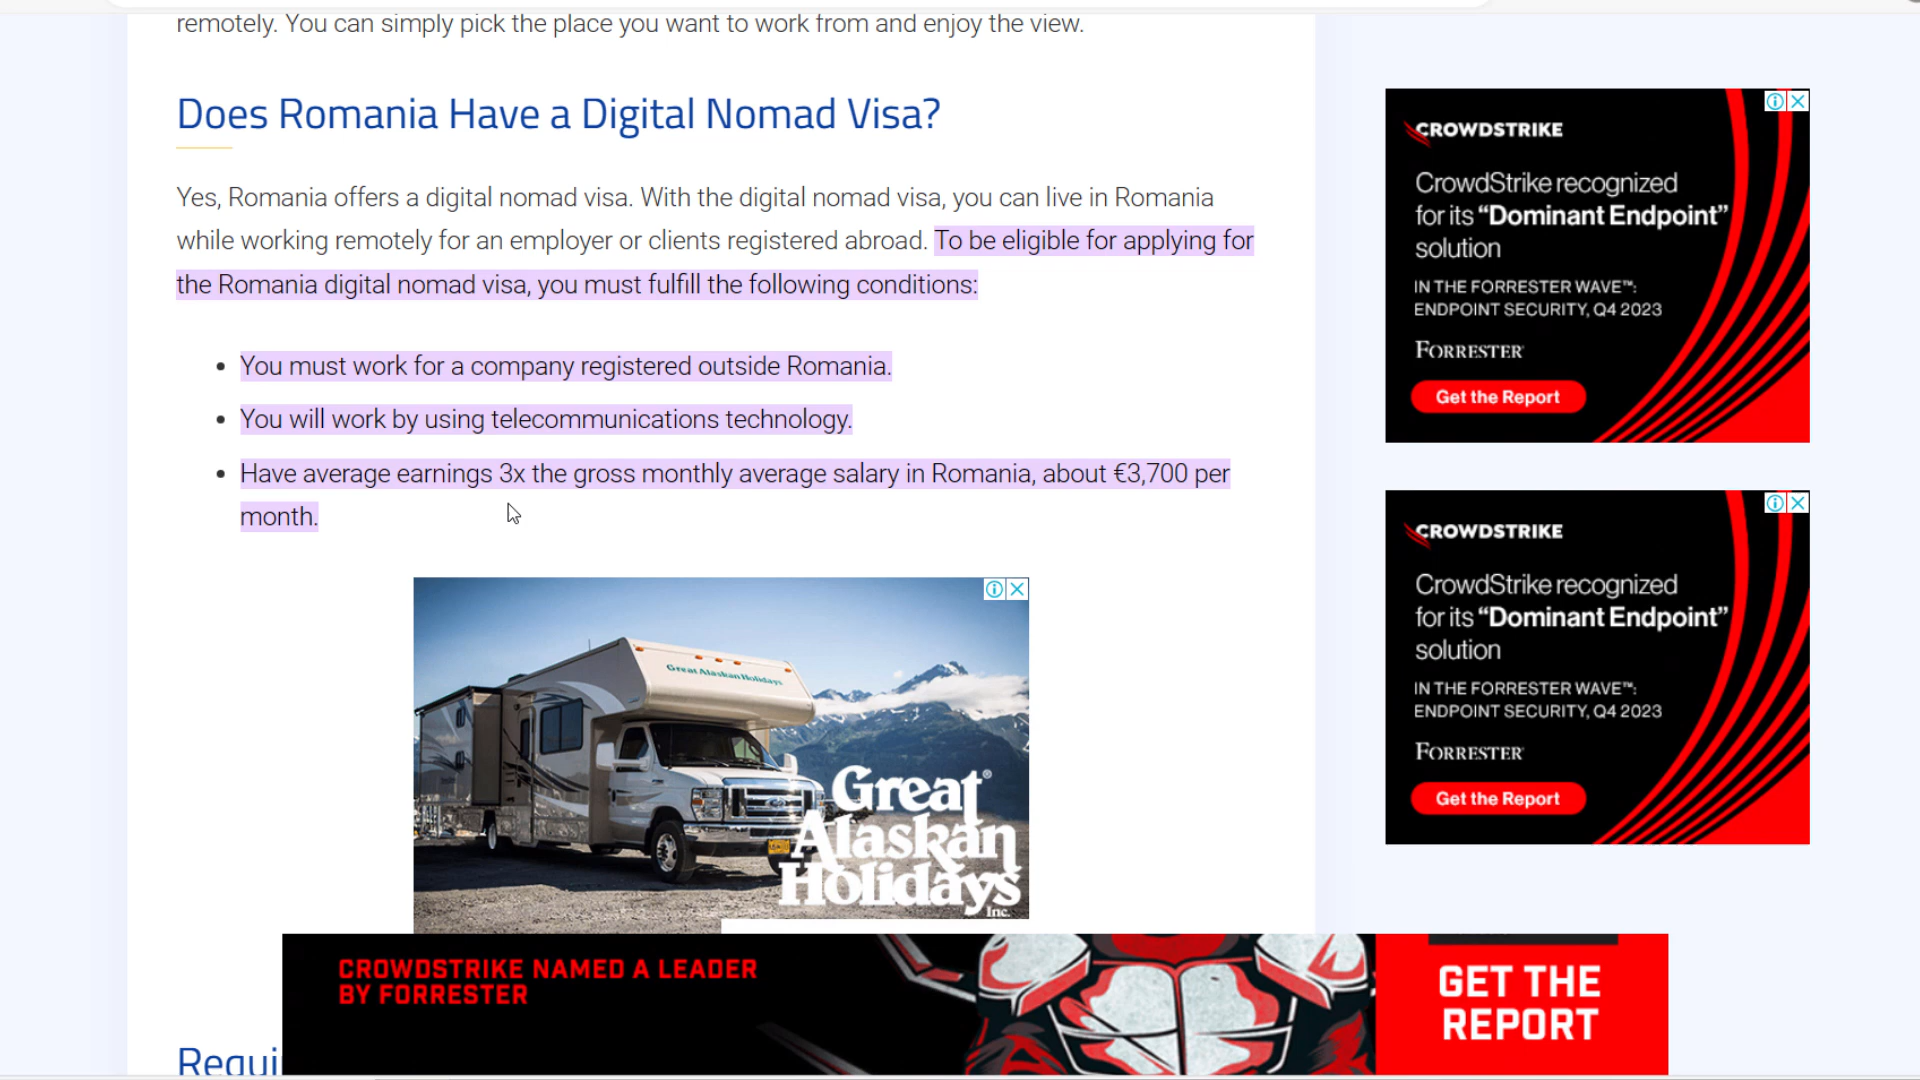 remotely. You can simply pick the place you want to work from and enjoy the view.
Does Romania Have a Digital Nomad Visa?
Yes, Romania offers a digital nomad visa. With the digital nomad visa, you can live in Romania
while working remotely for an employer or clients registered abroad. To be eligible for applying for
the Romania digital nomad visa, you must fulfill the following conditions:
You must work for a company registered outside Romania.
You will work by using telecommunications technology.
Have average earnings 3x the gross monthly average salary in Romania, about €3,700 per
month.
Great Alaskan Holidays
Great®
Alaskan
Holidays
Inc.
CROWDSTRIKE NAMED A LEADER
BY FORRESTER
GET THE
REPORT
Requi
CROWDSTRIKE
CrowdStrike recognized
for its “Dominant Endpoint”
solution
IN THE FORRESTER WAVE™:
ENDPOINT SECURITY, Q4 2023
FORRESTER
Get the Report
CROWDSTRIKE
CrowdStrike recognized
for its “Dominant Endpoint”
solution
IN THE FORRESTER WAVE™:
ENDPOINT SECURITY, Q4 2023
FORRESTER
Get the Report